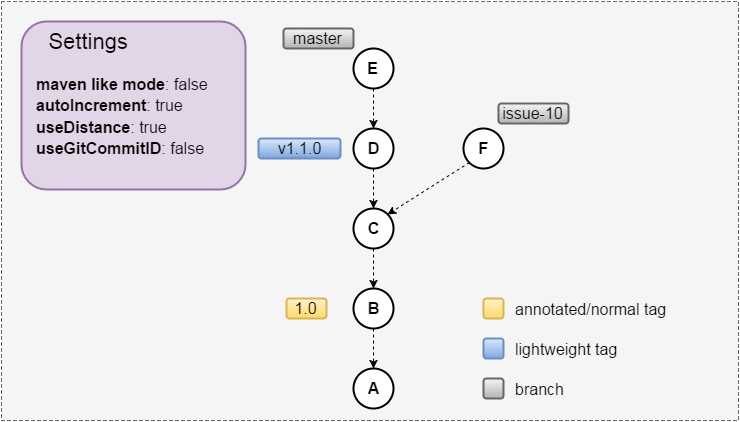 Settings
maven like mode: false
autoIncrement: true
useDistance: true
useGitCommitID: false
master
E
issue-10
v1.1.0
D
F
C
1.0
B
A
annotated/normal tag
lightweight tag
branch